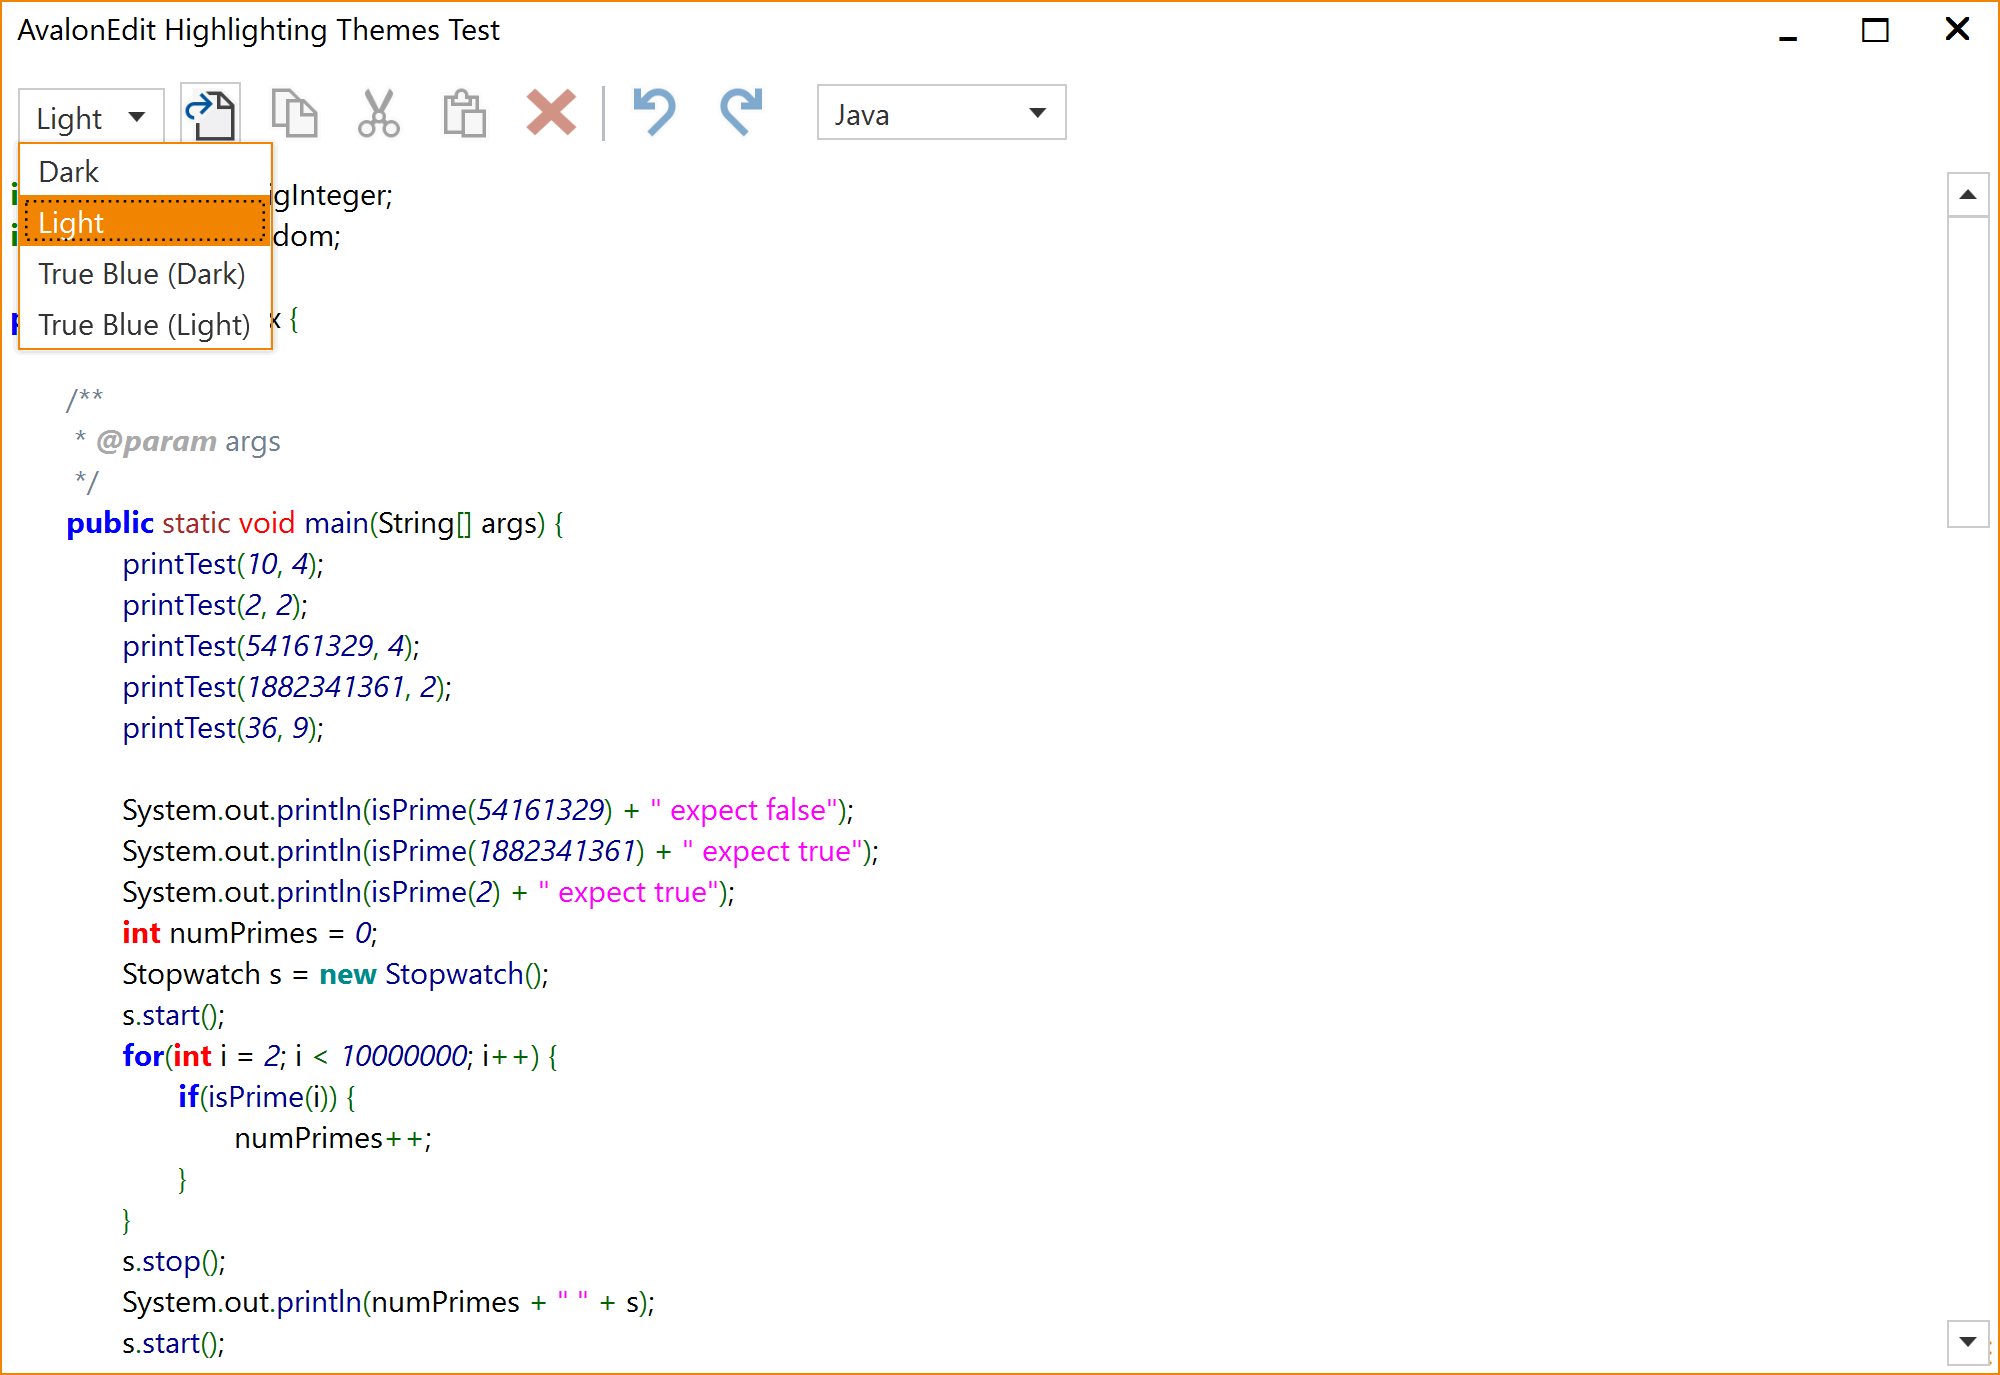 AvalonEdit Highlighting Themes Test
Light
Java
Dark
Light
True Blue (Dark)
True Blue (Light)
igInteger;
dom;
x {
/**
* @param args
*/
public static void main(String[] args) {
printTest(10, 4);
printTest(2, 2);
printTest(54161329, 4);
printTest(1882341361, 2);
printTest(36, 9);
System.out.println(isPrime(54161329) + " expect false");
System.out.println(isPrime(1882341361) + " expect true");
System.out.println(isPrime(2) + " expect true");
int numPrimes = 0;
Stopwatch s = new Stopwatch();
s.start();
for(int i = 2; i < 10000000; i++) {
if(isPrime(i)) {
numPrimes++;
}
}
s.stop();
System.out.println(numPrimes + " " + s);
s.start();